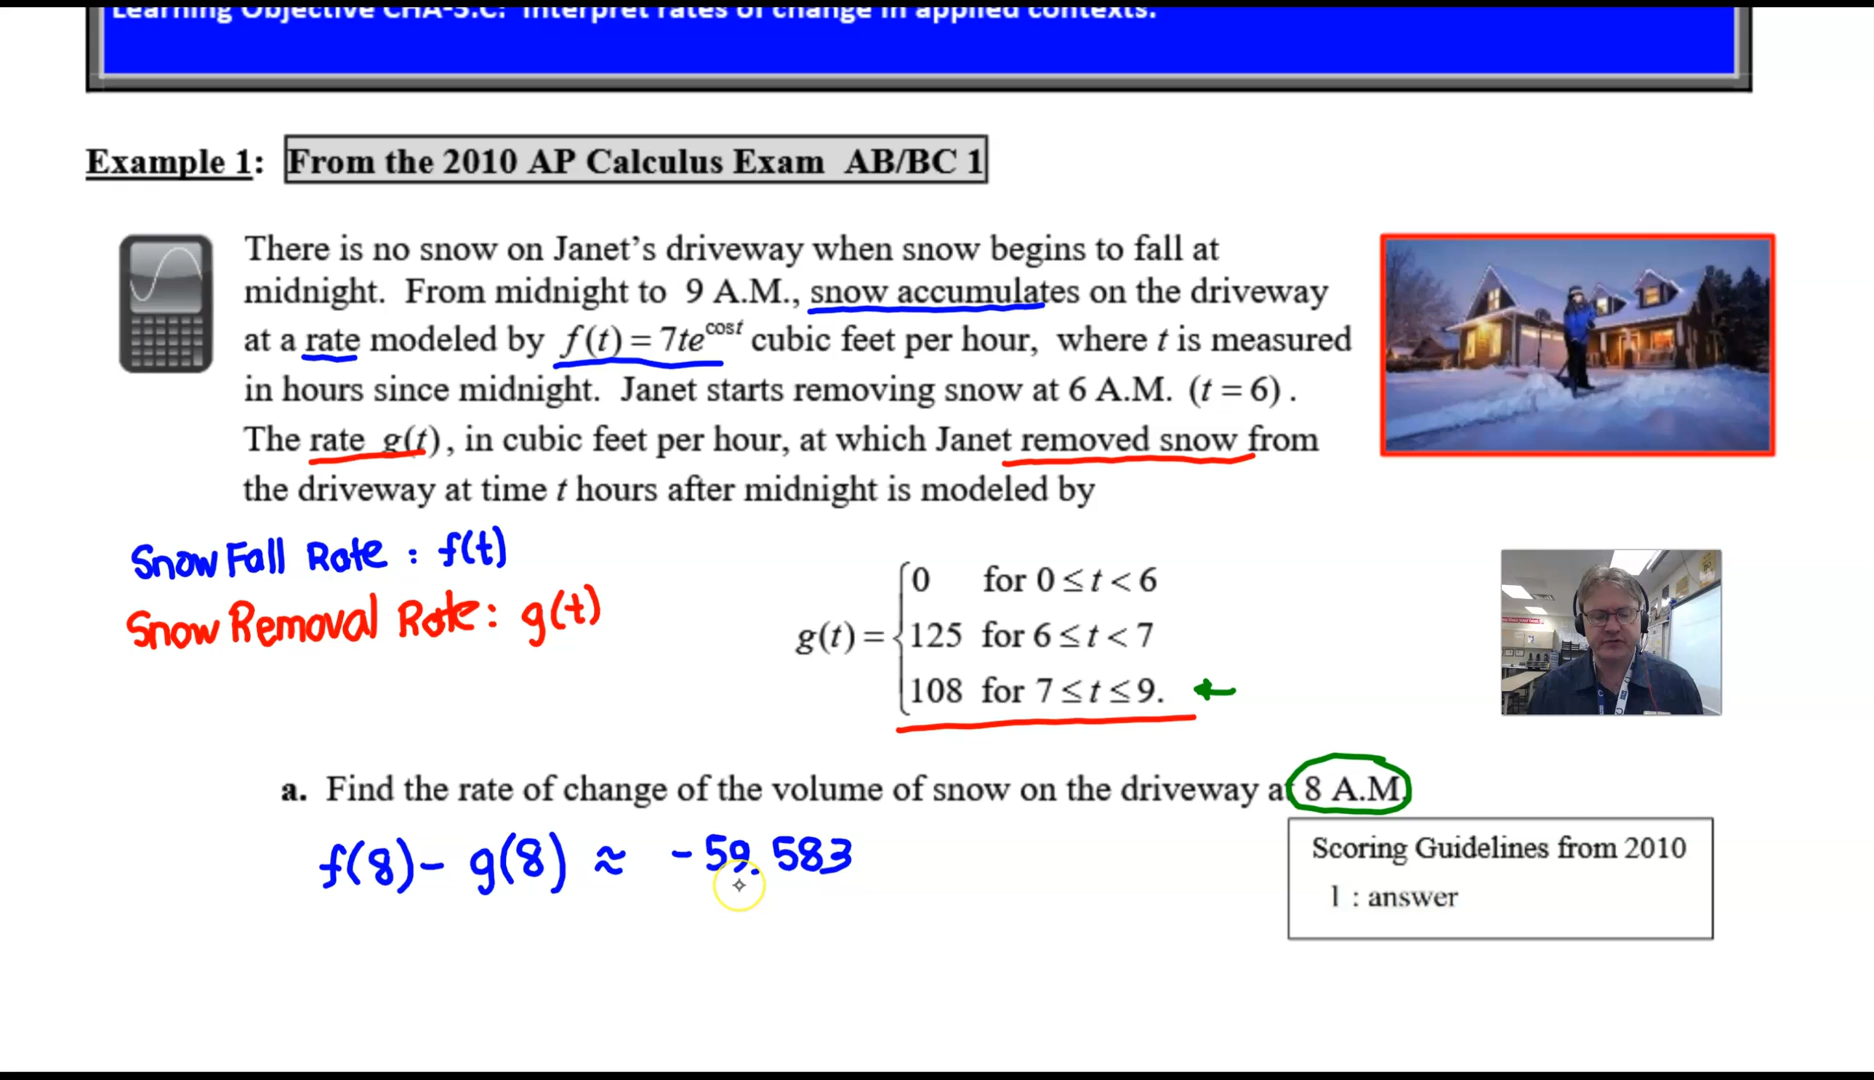 Learning Objective CHA-3.C: Interpret rates of change in applied contexts.
Example 1: From the 2010 AP Calculus Exam AB/BC 1
There is no snow on Janet's driveway when snow begins to fall at
midnight. From midnight to 9 A.M., snow accumulates on the driveway
at a rate modeled by f(t) = 7te^cost cubic feet per hour, where t is measured
in hours since midnight. Janet starts removing snow at 6 A.M. (t = 6).
The rate g(t), in cubic feet per hour, at which Janet removed snow from
the driveway at time t hours after midnight is modeled by
Snow Fall Rate : f(t)
Snow Removal Rate : g(t)
0 for 0 ≤ t < 6
g(t) = { 125 for 6 ≤ t < 7
108 for 7 ≤ t ≤ 9.
a. Find the rate of change of the volume of snow on the driveway at 8 A.M.
f(8) - g(8) ≈ -59.583
Scoring Guidelines from 2010
1 : answer